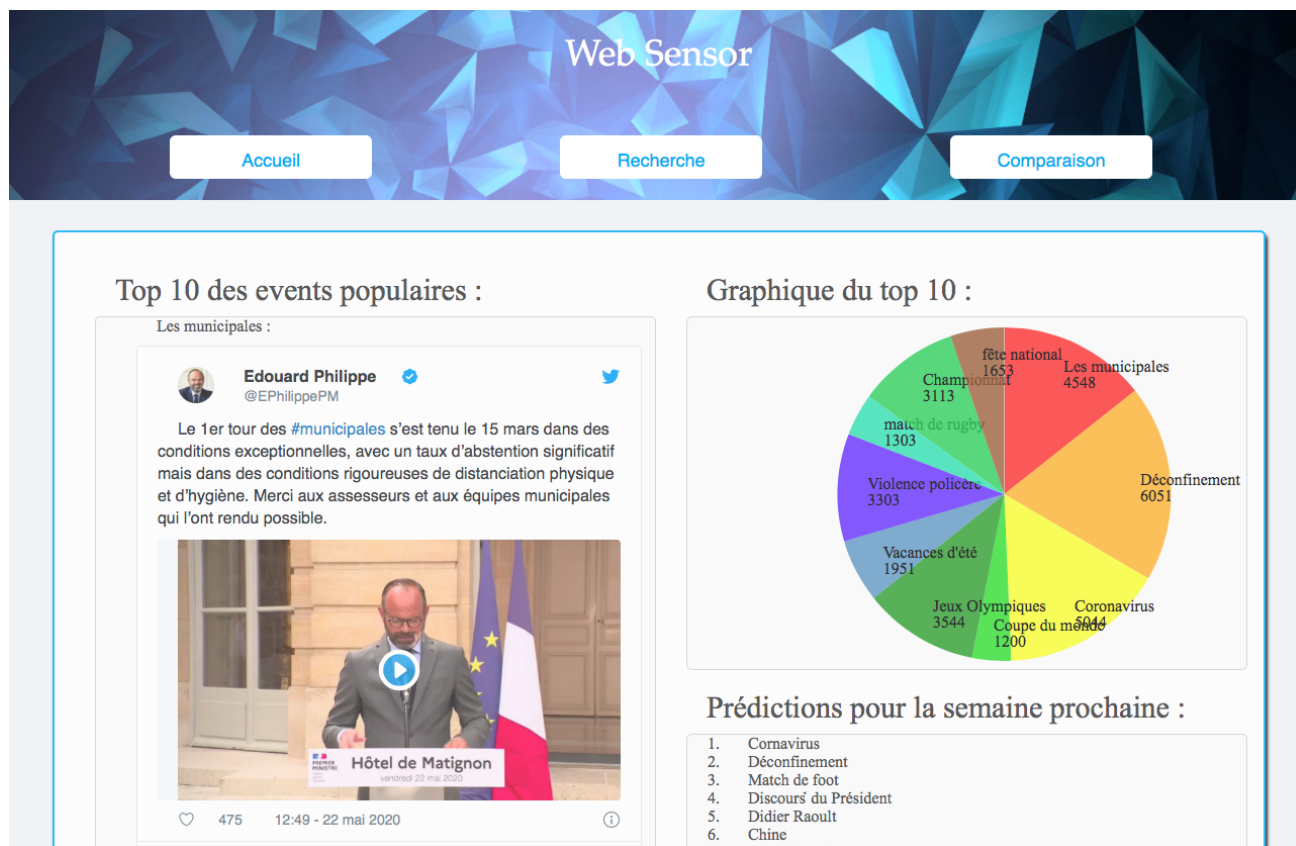 Web Sensor
Accueil
Recherche
Comparaison
Top 10 des events populaires :
Les municipales :
Edouard Philippe
@EPhilippePM
Le 1er tour des #municipales s'est tenu le 15 mars dans des
conditions exceptionnelles, avec un taux d'abstention significatif
mais dans des conditions rigoureuses de distanciation physique
et d'hygiène. Merci aux assesseurs et aux équipes municipales
qui l'ont rendu possible.
PREMIER
MINISTRE
Hôtel de Matignon
vendredi 22 mai 2020
475
12:49 - 22 mai 2020
Graphique du top 10 :
fête national
1653
Les municipales
4548
Championnat
3113
match de rugby
1303
Déconfinement
6051
Violence policére
3303
Vacances d'été
1951
Jeux Olympiques
3544
Coronavirus
5044
Coupe du monde
1200
Prédictions pour la semaine prochaine :
1. Cornavirus
2. Déconfinement
3. Match de foot
4. Discours du Président
5. Didier Raoult
6. Chine